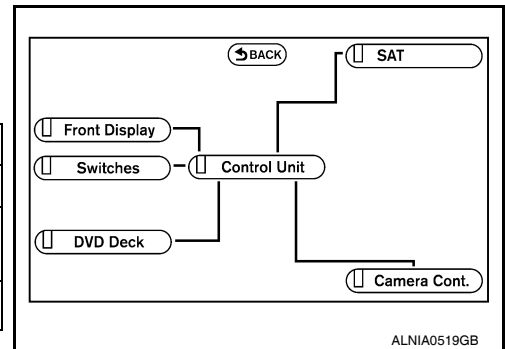 BACK
SAT
Front Display
Switches
Control Unit
DVD Deck
Camera Cont.
ALNIA0519GB